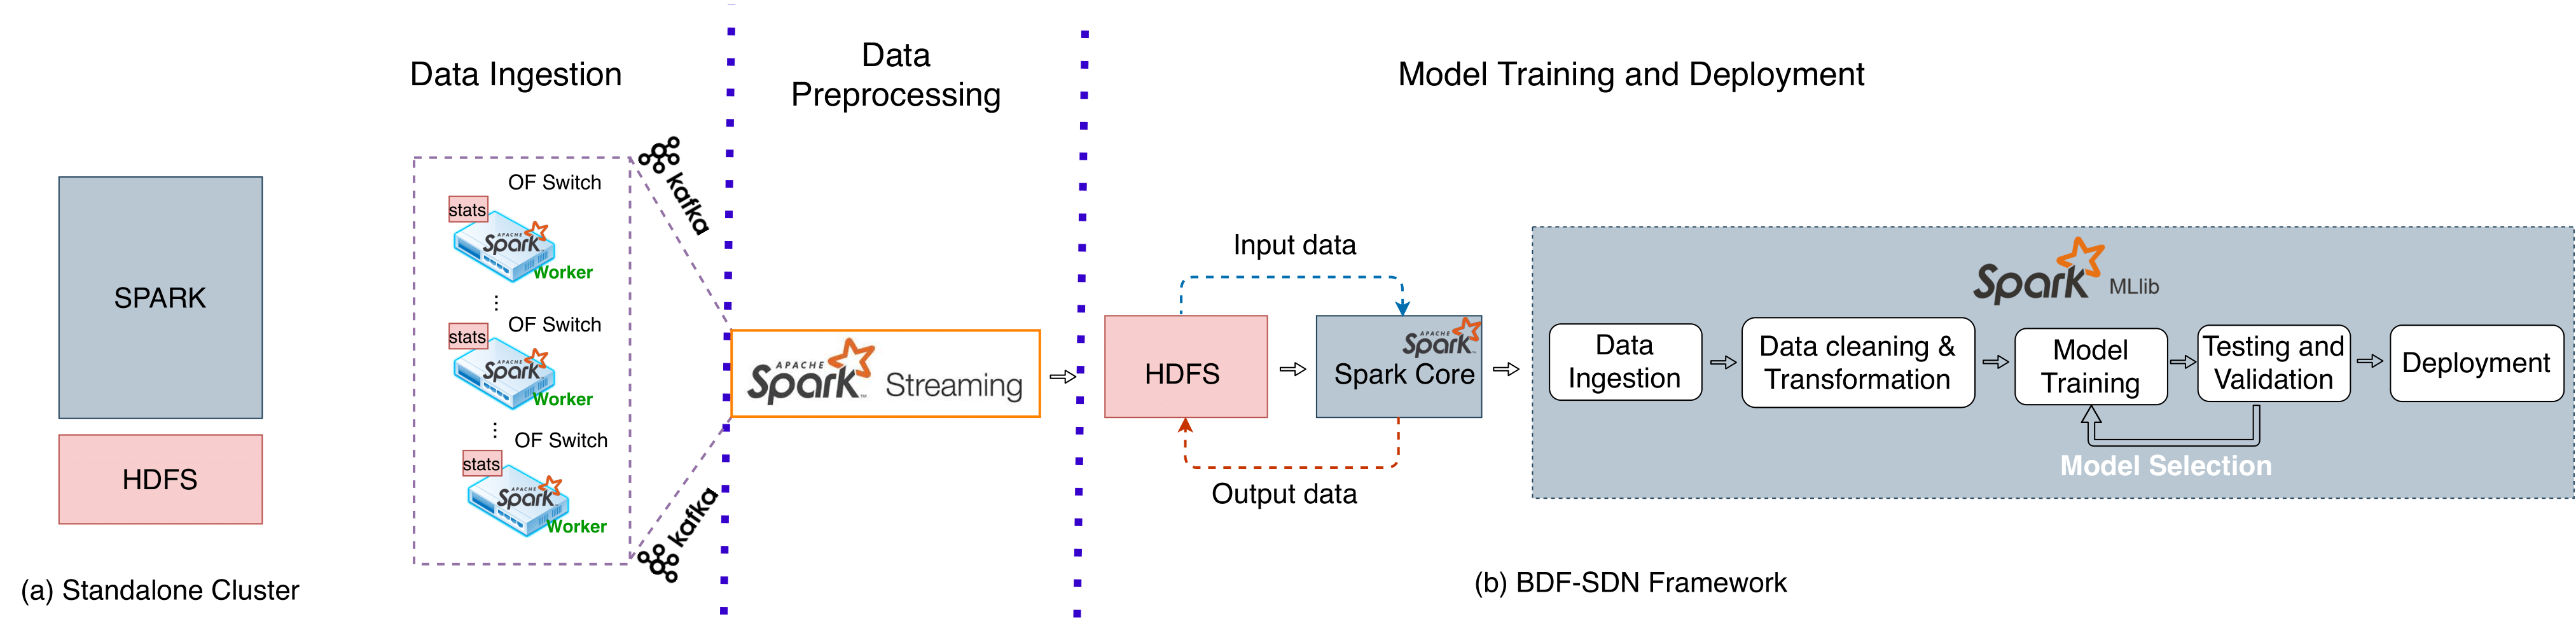 SPARK
HDFS
(a) Standalone Cluster
Data Ingestion
OF Switch
stats
APACHE
Spark
Worker
OF Switch
stats
APACHE
Spark
Worker
OF Switch
stats
APACHE
Spark
Worker
kafka
kafka
Data
Preprocessing
APACHE
Spark™ Streaming
Model Training and Deployment
Input data
HDFS
APACHE
Spark
Spark Core
Output data
Spark MLlib
Data
Ingestion
Data cleaning &
Transformation
Model
Training
Testing and
Validation
Deployment
Model Selection
(b) BDF-SDN Framework